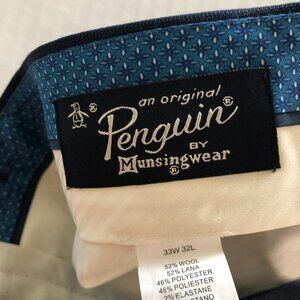 an original
Penguin®
BY
Munsingwear
®
33W 32L
52% WOOL
52% LANA
46% POLYESTER
46% POLIESTER
2% ELASTANE